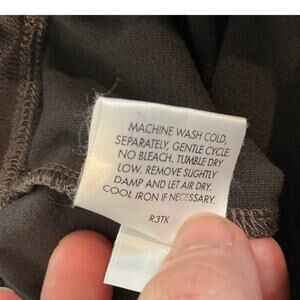 MACHINE WASH COLD,
SEPARATELY, GENTLE CYCLE.
NO BLEACH. TUMBLE DRY
LOW. REMOVE SLIGHTLY
DAMP AND LET AIR DRY.
COOL IRON IF NECESSARY.
R3TK